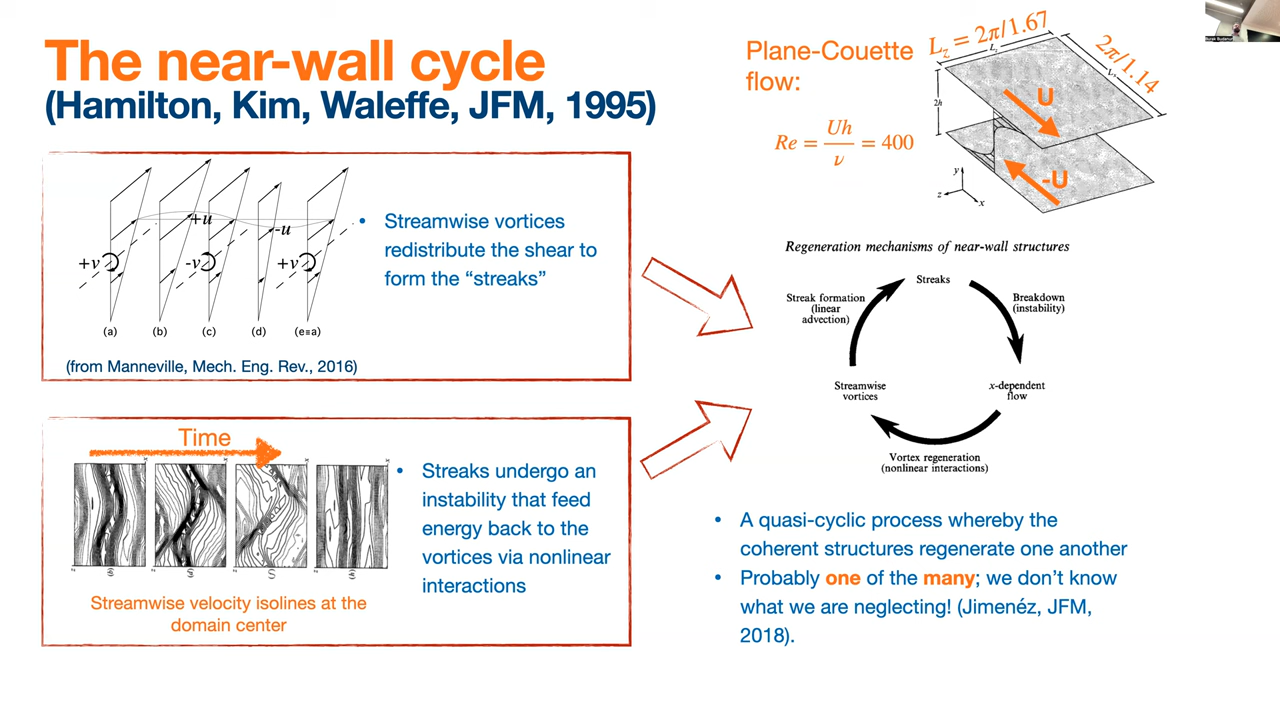 The near-wall cycle
(Hamilton, Kim, Waleffe, JFM, 1995)
+v
+u
-v
-u
+v
(a)
(b)
(c)
(d)
(e≡a)
• Streamwise vortices
redistribute the shear to
form the “streaks”
(from Manneville, Mech. Eng. Rev., 2016)
Time
• Streaks undergo an
instability that feed
energy back to the
vortices via nonlinear
interactions
Streamwise velocity isolines at the
domain center
Plane-Couette
flow:
Re = Uh/ν = 400
L_z = 2π/1.67
2π/1.14
2h
U
-U
y
z
x
Regeneration mechanisms of near-wall structures
Streaks
Breakdown
(instability)
x-dependent
flow
Vortex regeneration
(nonlinear interactions)
Streamwise
vortices
Streak formation
(linear
advection)
• A quasi-cyclic process whereby the
coherent structures regenerate one another
• Probably one of the many; we don’t know
what we are neglecting! (Jimenéz, JFM,
2018).